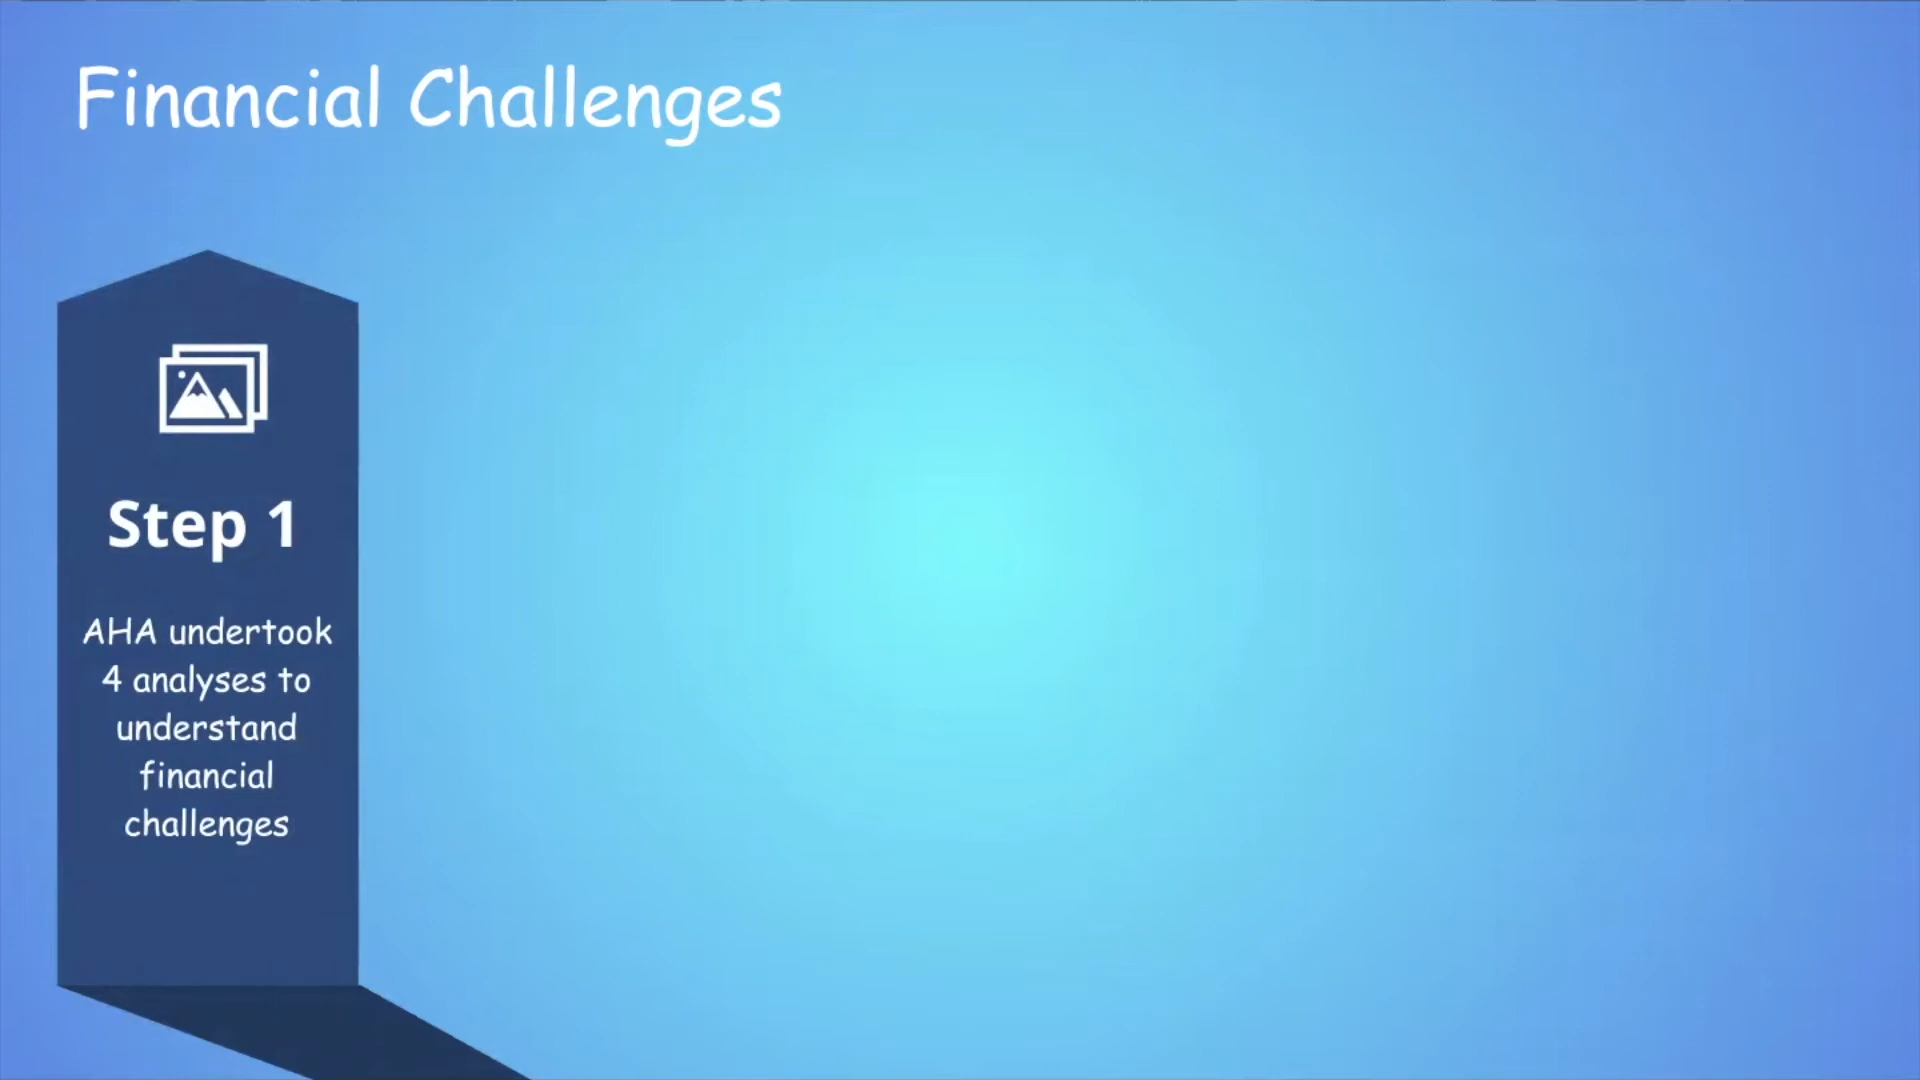 Financial Challenges
Step 1
AHA undertook
4 analyses to
understand
financial
challenges